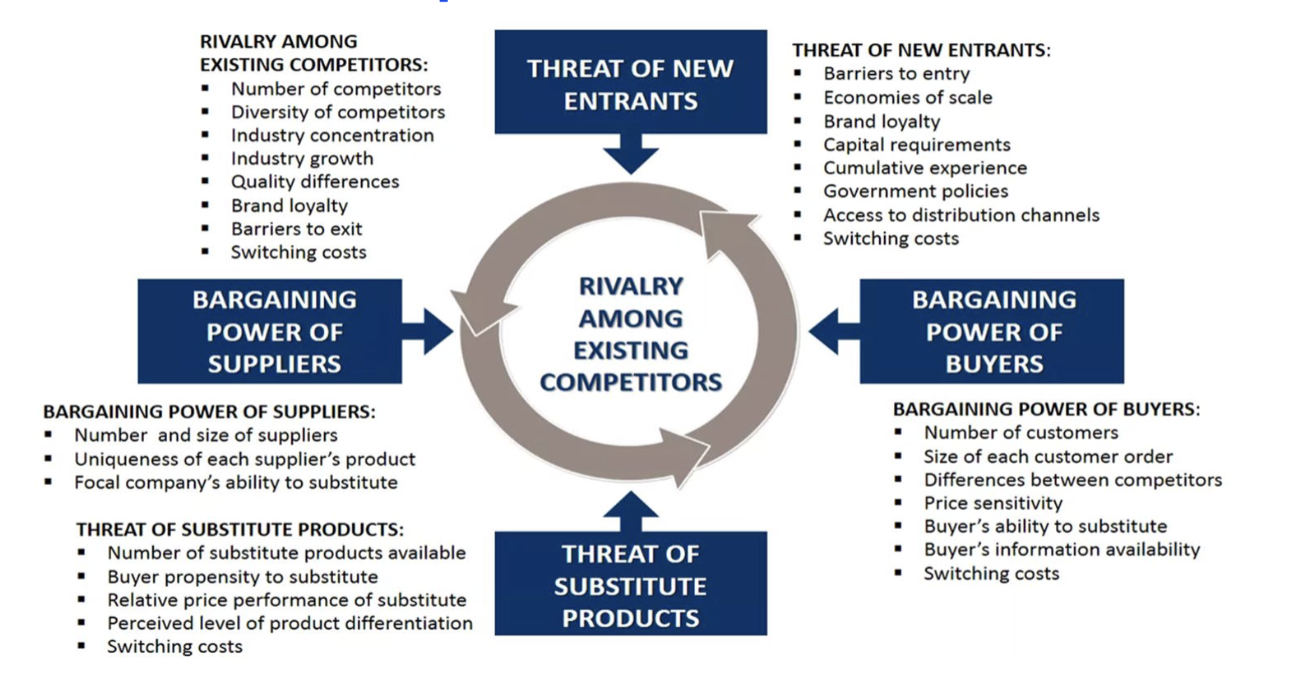 RIVALRY AMONG
EXISTING COMPETITORS:
▪ Number of competitors
▪ Diversity of competitors
▪ Industry concentration
▪ Industry growth
▪ Quality differences
▪ Brand loyalty
▪ Barriers to exit
▪ Switching costs
THREAT OF NEW
ENTRANTS
THREAT OF NEW ENTRANTS:
▪ Barriers to entry
▪ Economies of scale
▪ Brand loyalty
▪ Capital requirements
▪ Cumulative experience
▪ Government policies
▪ Access to distribution channels
▪ Switching costs
BARGAINING
POWER OF
SUPPLIERS
RIVALRY
AMONG
EXISTING
COMPETITORS
BARGAINING
POWER OF
BUYERS
BARGAINING POWER OF SUPPLIERS:
▪ Number and size of suppliers
▪ Uniqueness of each supplier's product
▪ Focal company's ability to substitute
BARGAINING POWER OF BUYERS:
▪ Number of customers
▪ Size of each customer order
▪ Differences between competitors
▪ Price sensitivity
▪ Buyer's ability to substitute
▪ Buyer's information availability
▪ Switching costs
THREAT OF SUBSTITUTE PRODUCTS:
▪ Number of substitute products available
▪ Buyer propensity to substitute
▪ Relative price performance of substitute
▪ Perceived level of product differentiation
▪ Switching costs
THREAT OF
SUBSTITUTE
PRODUCTS